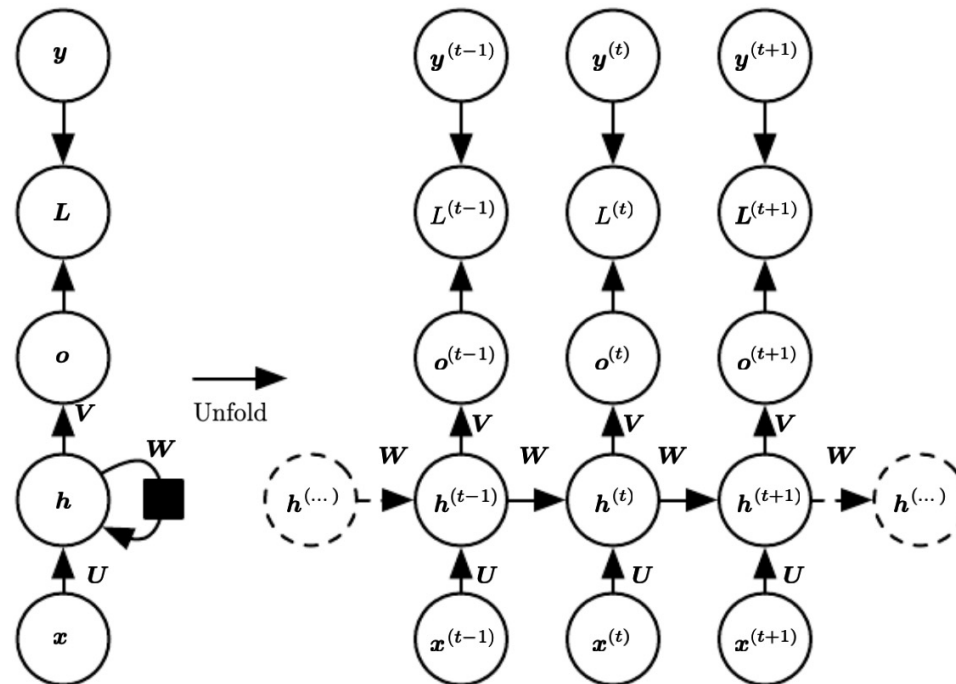 y y^(t−1) y^(t) y^(t+1)
L L^(t−1) L^(t) L^(t+1)
o o^(t−1) o^(t) o^(t+1)
Unfold
V V V V
W W W W W
h h^(...) h^(t−1) h^(t) h^(t+1) h^(...)
U U U U
x x^(t−1) x^(t) x^(t+1)